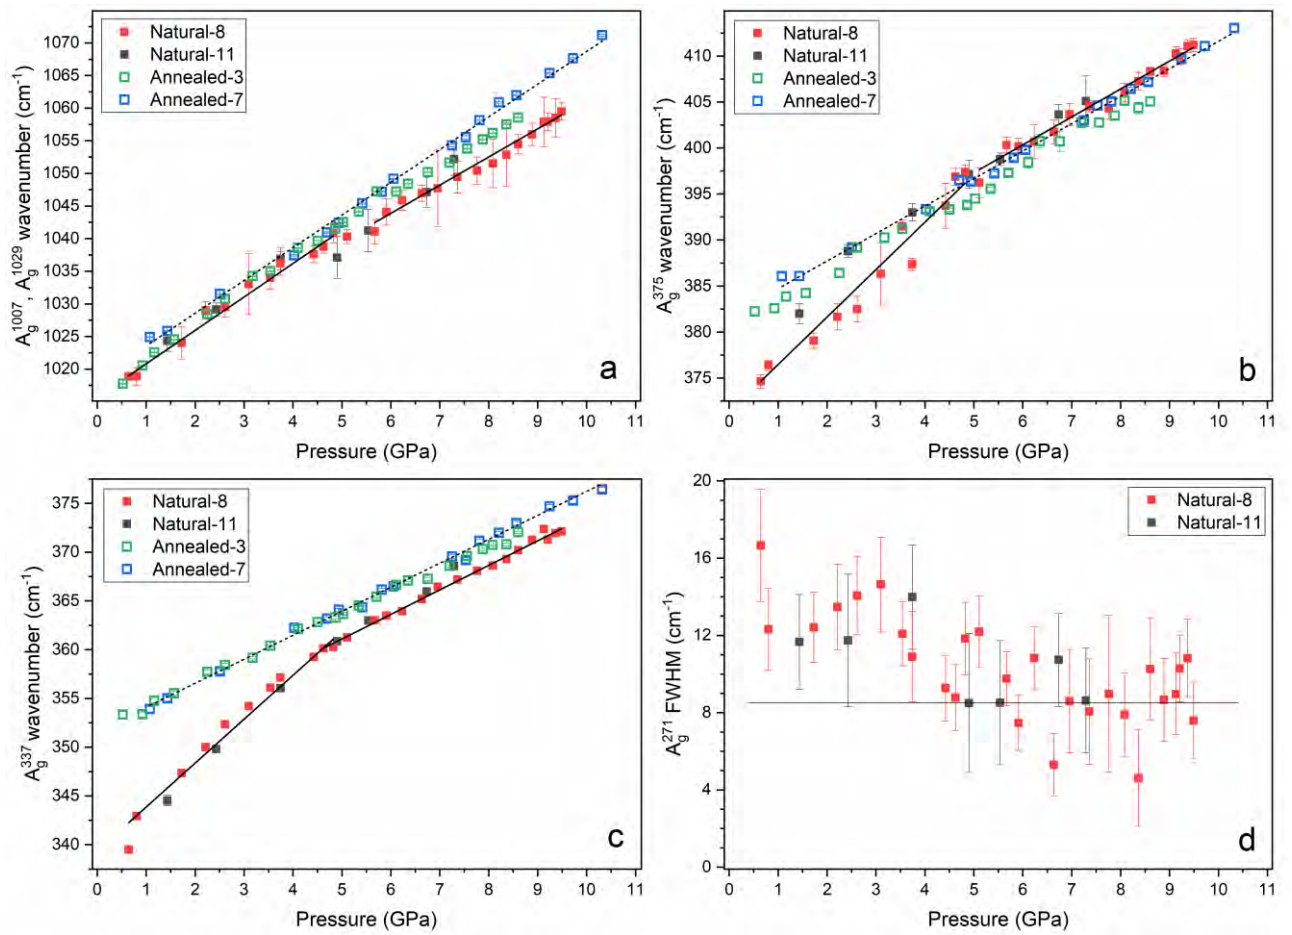 Natural-8
Natural-11
Annealed-3
Annealed-7
1070
1065
1060
1055
1050
1045
1040
1035
1030
1025
1020
A_g^1007, A_g^1029 wavenumber (cm^-1)
a
0 1 2 3 4 5 6 7 8 9 10 11
Pressure (GPa)
Natural-8
Natural-11
Annealed-3
Annealed-7
410
405
400
395
390
385
380
375
A_g^375 wavenumber (cm^-1)
b
0 1 2 3 4 5 6 7 8 9 10 11
Pressure (GPa)
Natural-8
Natural-11
Annealed-3
Annealed-7
375
370
365
360
355
350
345
340
A_g^337 wavenumber (cm^-1)
c
0 1 2 3 4 5 6 7 8 9 10 11
Pressure (GPa)
Natural-8
Natural-11
20
16
12
8
4
0
A_g^271 FWHM (cm^-1)
d
0 1 2 3 4 5 6 7 8 9 10 11
Pressure (GPa)